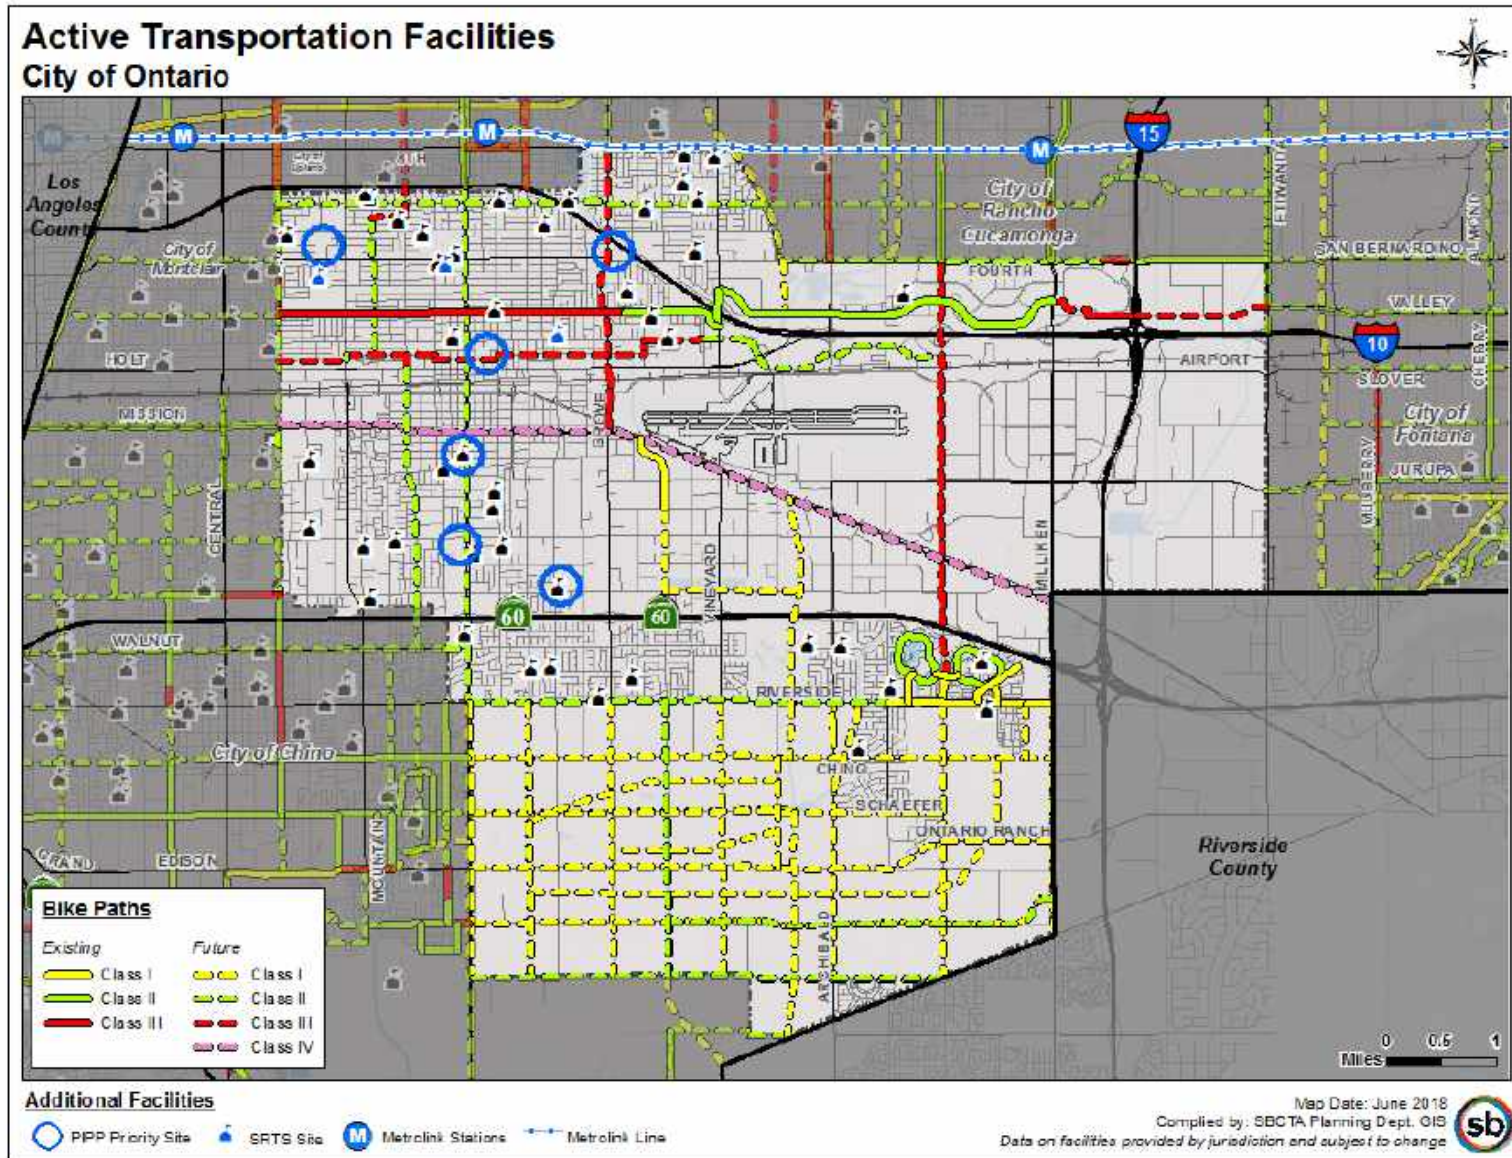 Active Transportation Facilities
City of Ontario
15
Los
Angeles
County
8TH
City of
Rancho
Cucamonga
ETIWANDA
ALMOND
City of
Montclair
SAN BERNARDINO
FOURTH
VALLEY
HOLT
10
AIRPORT
SLOVER
CHERRY
MISSION
GROVE
City of
Fontana
JURUPA
MULBERRY
CENTRAL
MILLIKEN
VINEYARD
60
60
WALNUT
RIVERSIDE
City of Chino
CHINO
SCHAEFER
ONTARIO RANCH
Riverside
County
GRAND
EDISON
MOUNTAIN
ARCHIBALD
Bike Paths
Existing
Future
Class I
Class I
Class II
Class II
Class III
Class III
Class IV
0 0.5 1
Miles
Additional Facilities
PIPP Priority Site
SRTS Site
M
Metrolink Stations
Metrolink Line
Map Date: June 2018
Complied by: SBCTA Planning Dept. GIS
Data on facilities provided by jurisdiction and subject to change
sb